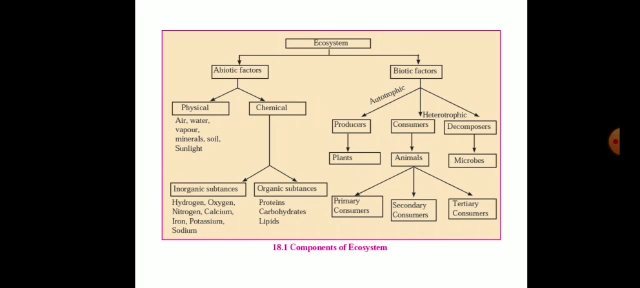 Ecosystem
Abiotic factors
Biotic factors
Autotrophic
Heterotrophic
Physical
Chemical
Producers
Consumers
Decomposers
Air, water,
vapour,
minerals, soil,
Sunlight
Plants
Animals
Microbes
Inorganic subtances
Organic subtances
Hydrogen, Oxygen,
Nitrogen, Calcium,
Iron, Potassium,
Sodium
Proteins
Carbohydrates
Lipids
Primary
Consumers
Secondary
Consumers
Tertiary
Consumers
18.1 Components of Ecosystem